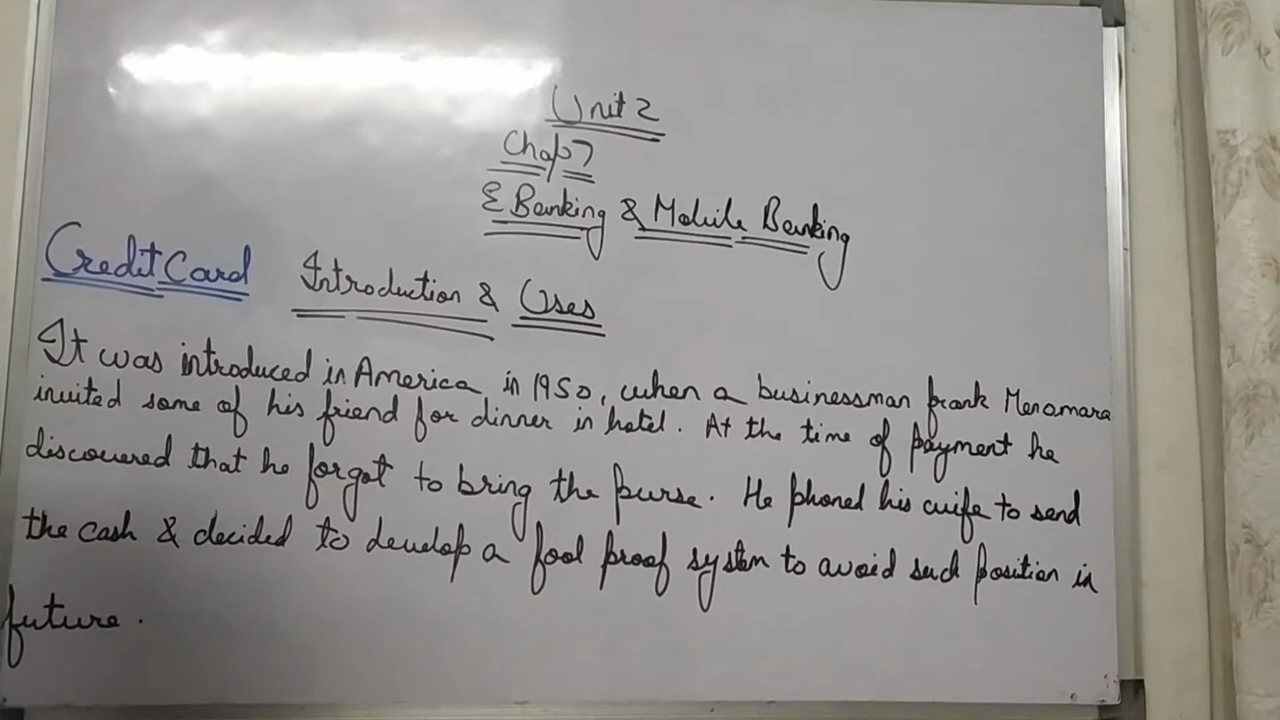 Unit 2
Chap 7
E Banking & Mobile Banking
Credit Card Introduction & Uses
It was introduced in America in 1950, when a businessman frank Menamara
invited some of his friend for dinner in hotel. At the time of payment he
discovered that he forgot to bring the purse. He phoned his wife to send
the cash & decided to develop a fool proof system to avoid such position in
future.